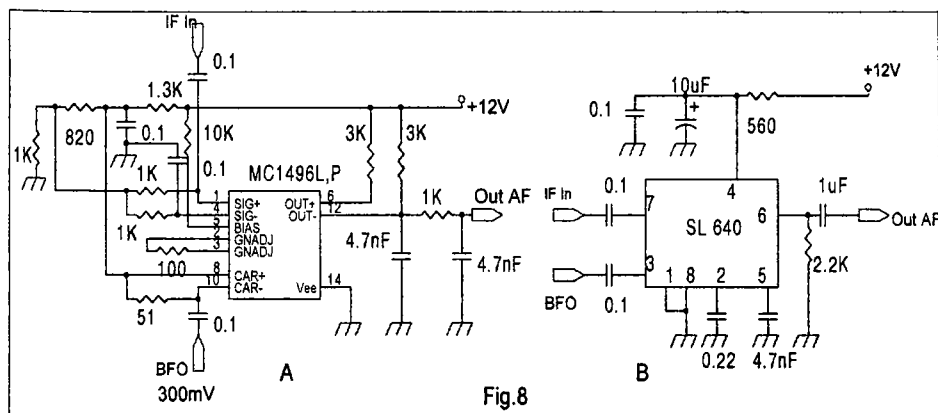 IF In
0.1
1.3K
+12V
820
0.1
10K
3K
3K
1K
0.1
1K
MC1496L,P
1
4
5
2
3
8
10
SIG+
SIG-
BIAS
GNADJ
GNADJ
CAR+
CAR-
OUT+
OUT-
Vee
6
12
14
1K
Out AF
1K
100
4.7nF
4.7nF
51
0.1
BFO
300mV
A
+12V
10uF
+
0.1
560
4
0.1
IF In
7
SL 640
6
1uF
Out AF
3
BFO
0.1
1
8
2
5
2.2K
0.22
4.7nF
B
Fig.8